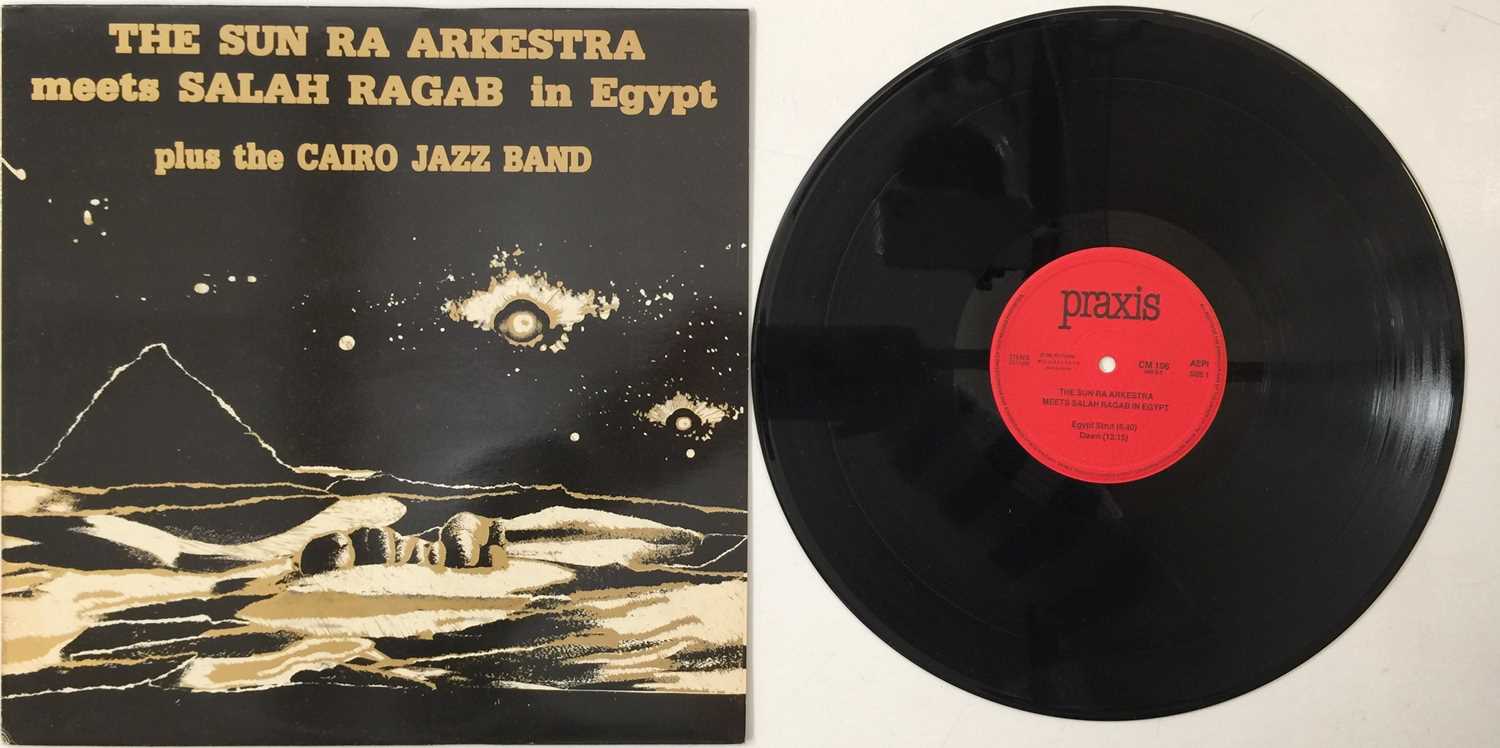 THE SUN RA ARKESTRA
meets SALAH RAGAB in Egypt
plus the CAIRO JAZZ BAND
praxis
STEREO
CM 106
AEPI
SIDE 1
THE SUN RA ARKESTRA
MEETS SALAH RAGAB IN EGYPT
Egypt Strut (6.40)
Dawn (13.15)